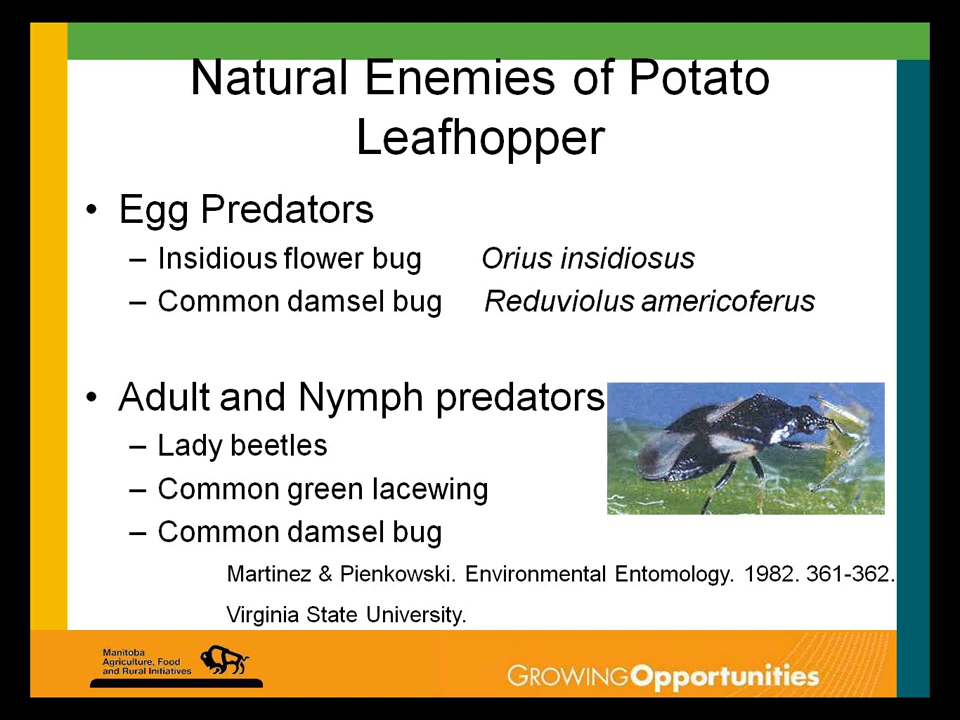 Natural Enemies of Potato
Leafhopper
• Egg Predators
– Insidious flower bug Orius insidiosus
– Common damsel bug Reduviolus americoferus
• Adult and Nymph predators
– Lady beetles
– Common green lacewing
– Common damsel bug
Martinez & Pienkowski. Environmental Entomology. 1982. 361-362.
Virginia State University.
Manitoba
Agriculture, Food
and Rural Initiatives
GROWING Opportunities